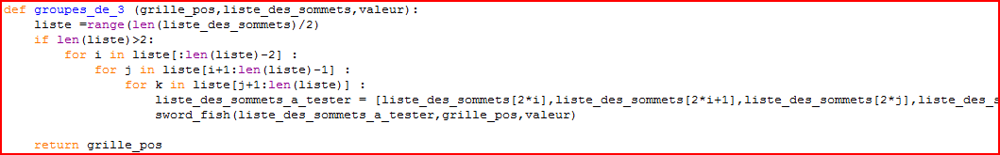 def groupes_de_3 (grille_pos,liste_des_sommets,valeur):
    liste =range(len(liste_des_sommets)/2)
    if len(liste)>2:
        for i in liste[:len(liste)-2] :
            for j in liste[i+1:len(liste)-1] :
                for k in liste[j+1:len(liste)] :
                    liste_des_sommets_a_tester = [liste_des_sommets[2*i],liste_des_sommets[2*i+1],liste_des_sommets[2*j],liste_des_s
                    sword_fish(liste_des_sommets_a_tester,grille_pos,valeur)
    return grille_pos